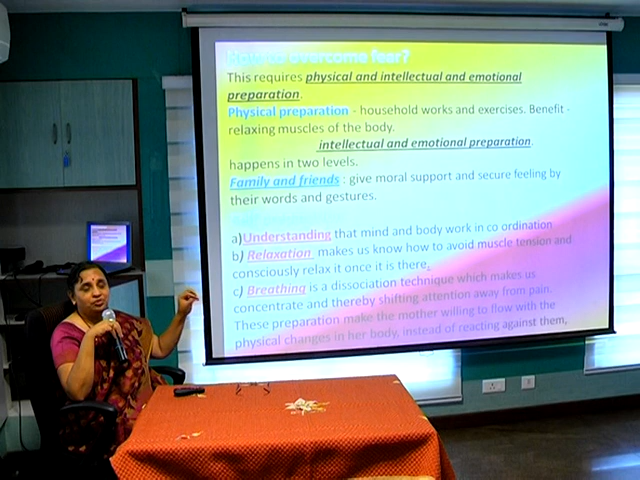 How to overcome fear?
This requires physical and intellectual and emotional
preparation.
Physical preparation - household works and exercises. Benefit -
relaxing muscles of the body.
intellectual and emotional preparation.
happens in two levels.
Family and friends : give moral support and secure feeling by
their words and gestures.
a)Understanding that mind and body work in co ordination
b) Relaxation makes us know how to avoid muscle tension and
consciously relax it once it is there.
c) Breathing is a dissociation technique which makes us
concentrate and thereby shifting attention away from pain.
These preparation make the mother willing to flow with the
physical changes in her body, instead of reacting against them,